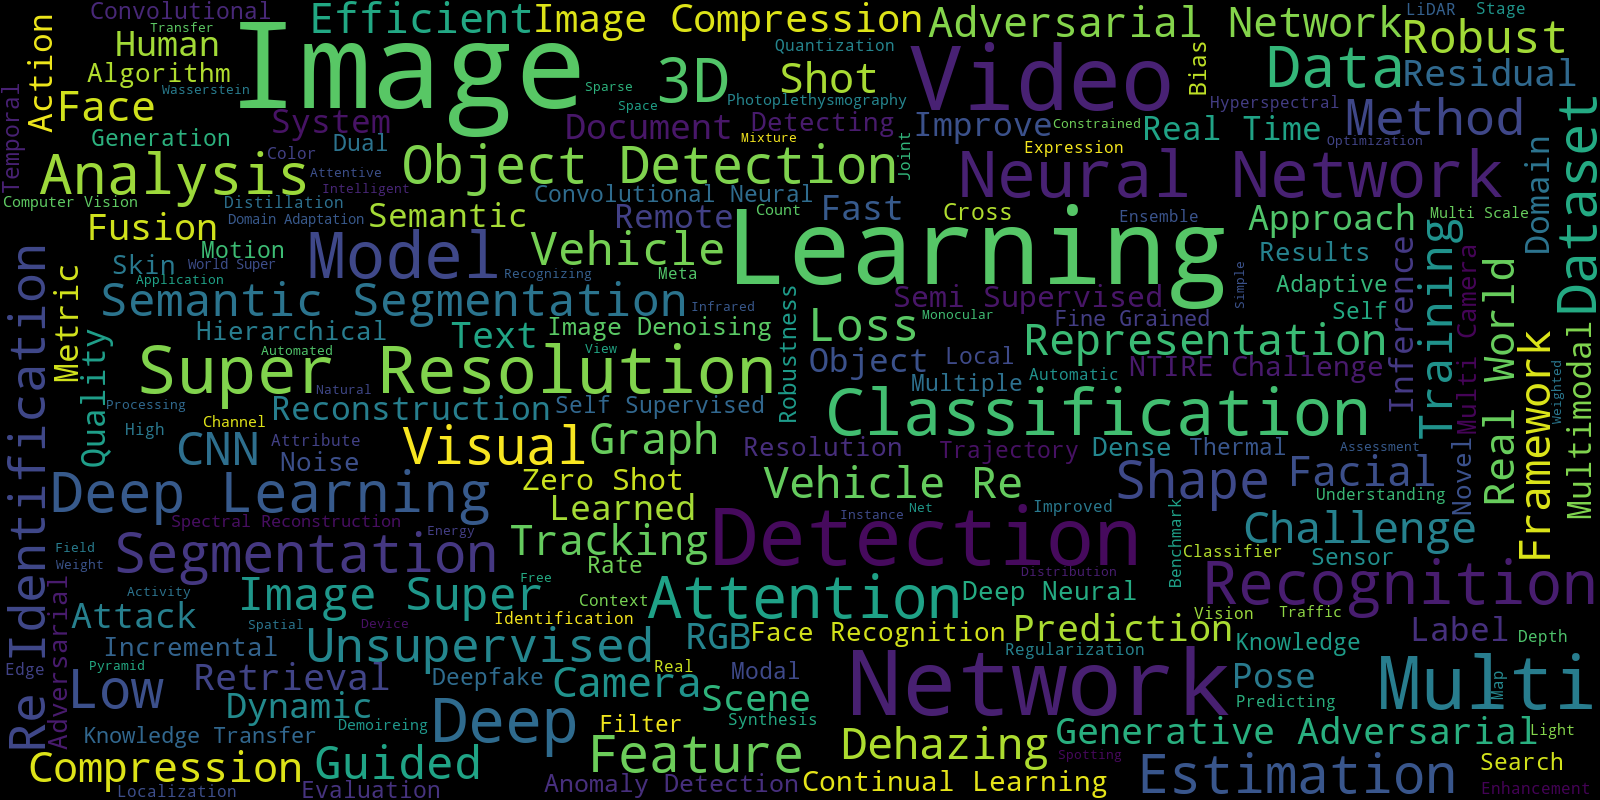 Convolutional
Efficient
Image Compression
Adversarial Network
LiDAR
Stage
Transfer
Action
Human
Image
Quantization
Video
Bias
Data
Robust
Algorithm
Wasserstein
Sparse
3D
Shot
Residual
Temporal
Face
Space
Photoplethysmography
Hyperspectral
Method
Dataset
System
Document
Detecting
Improve
Constrained
Real Time
Generation
Dual
Mixture
Joint
Expression
Optimization
Domain
Analysis
Color
Attentive
Object Detection
Neural Network
Intelligent
Computer Vision
Distillation
Convolutional Neural
Domain Adaptation
Semantic
Remote
Count
Fast
Cross
Ensemble
Approach
Multi Scale
Fusion
Learning
Training
Motion
Model
Vehicle
Results
Inference
Skin
World Super
Recognizing
Meta
Simple
Multi Camera
Real World
Application
Metric
Semantic Segmentation
Infrared
Robustness
Semi Supervised
Adaptive
Re Identification
Hierarchical
Text
Image Denoising
Loss
Monocular
Fine Grained
Self
Quality
Automated
View
Representation
Framework
Multimodal
Super Resolution
Object
Local
NTIRE Challenge
Natural
Multiple
Automatic
Weighted
Processing
Reconstruction
Self Supervised
Classification
High
Channel
CNN
Attribute
Visual
Graph
Resolution
Trajectory
Dense
Thermal
Assessment
Noise
Novel
Deep Learning
Zero Shot
Vehicle Re
Shape
Facial
Learned
Net
Improved
Understanding
Spectral Reconstruction
Instance
Benchmark
Energy
Tracking
Detection
Challenge
Field
Segmentation
Classifier
Weight
Rate
Sensor
Adversarial
Free
Distribution
Recognition
Activity
Image Super
Attention
Deep Neural
Attack
Context
Vision
Traffic
Spatial
Device
Identification
Incremental
Unsupervised
RGB
Face Recognition
Prediction
Knowledge
Label
Depth
Regularization
Edge
Pyramid
Low
Retrieval
Deepfake
Real
Camera
Modal
Network
Pose
Multi
Map
Dynamic
Scene
Predicting
Knowledge Transfer
Demoireing
Deep
Filter
Synthesis
Generative Adversarial
Light
Compression
Guided
Feature
Dehazing
Spotting
Search
Localization
Evaluation
Anomaly Detection
Continual Learning
Estimation
Enhancement